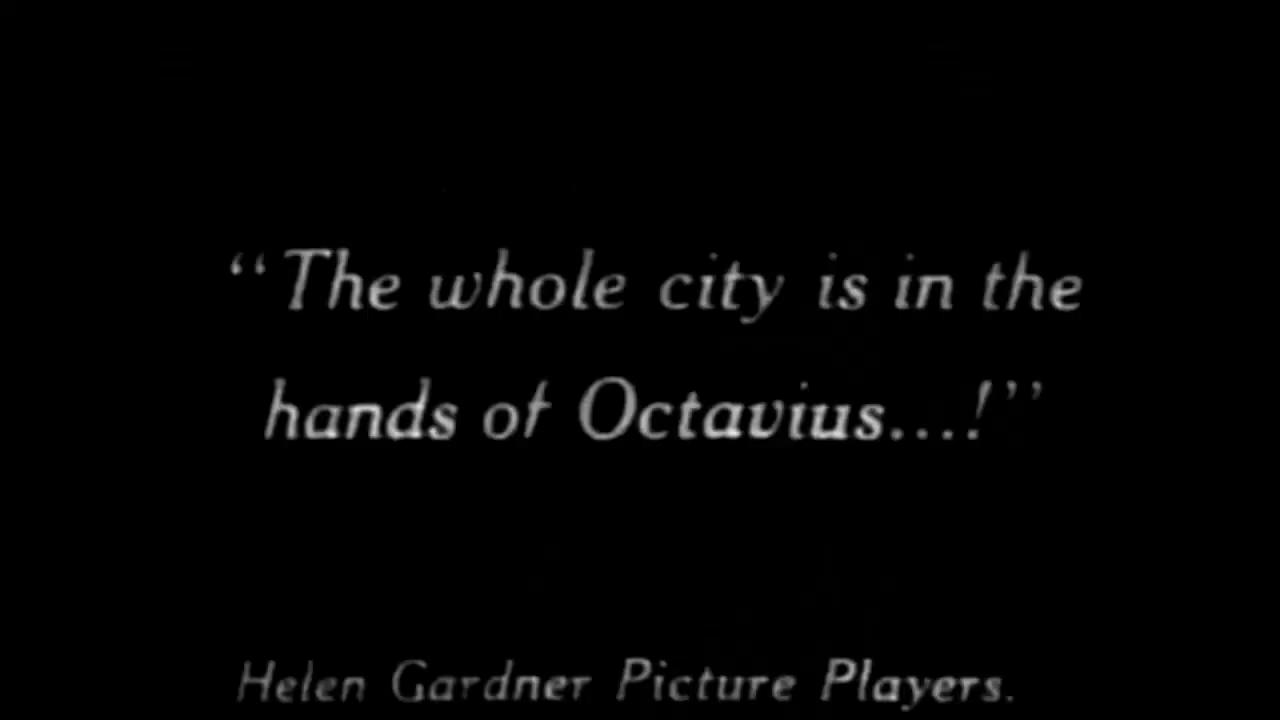 “The whole city is in the
hands of Octavius...!”
Helen Gardner Picture Players.